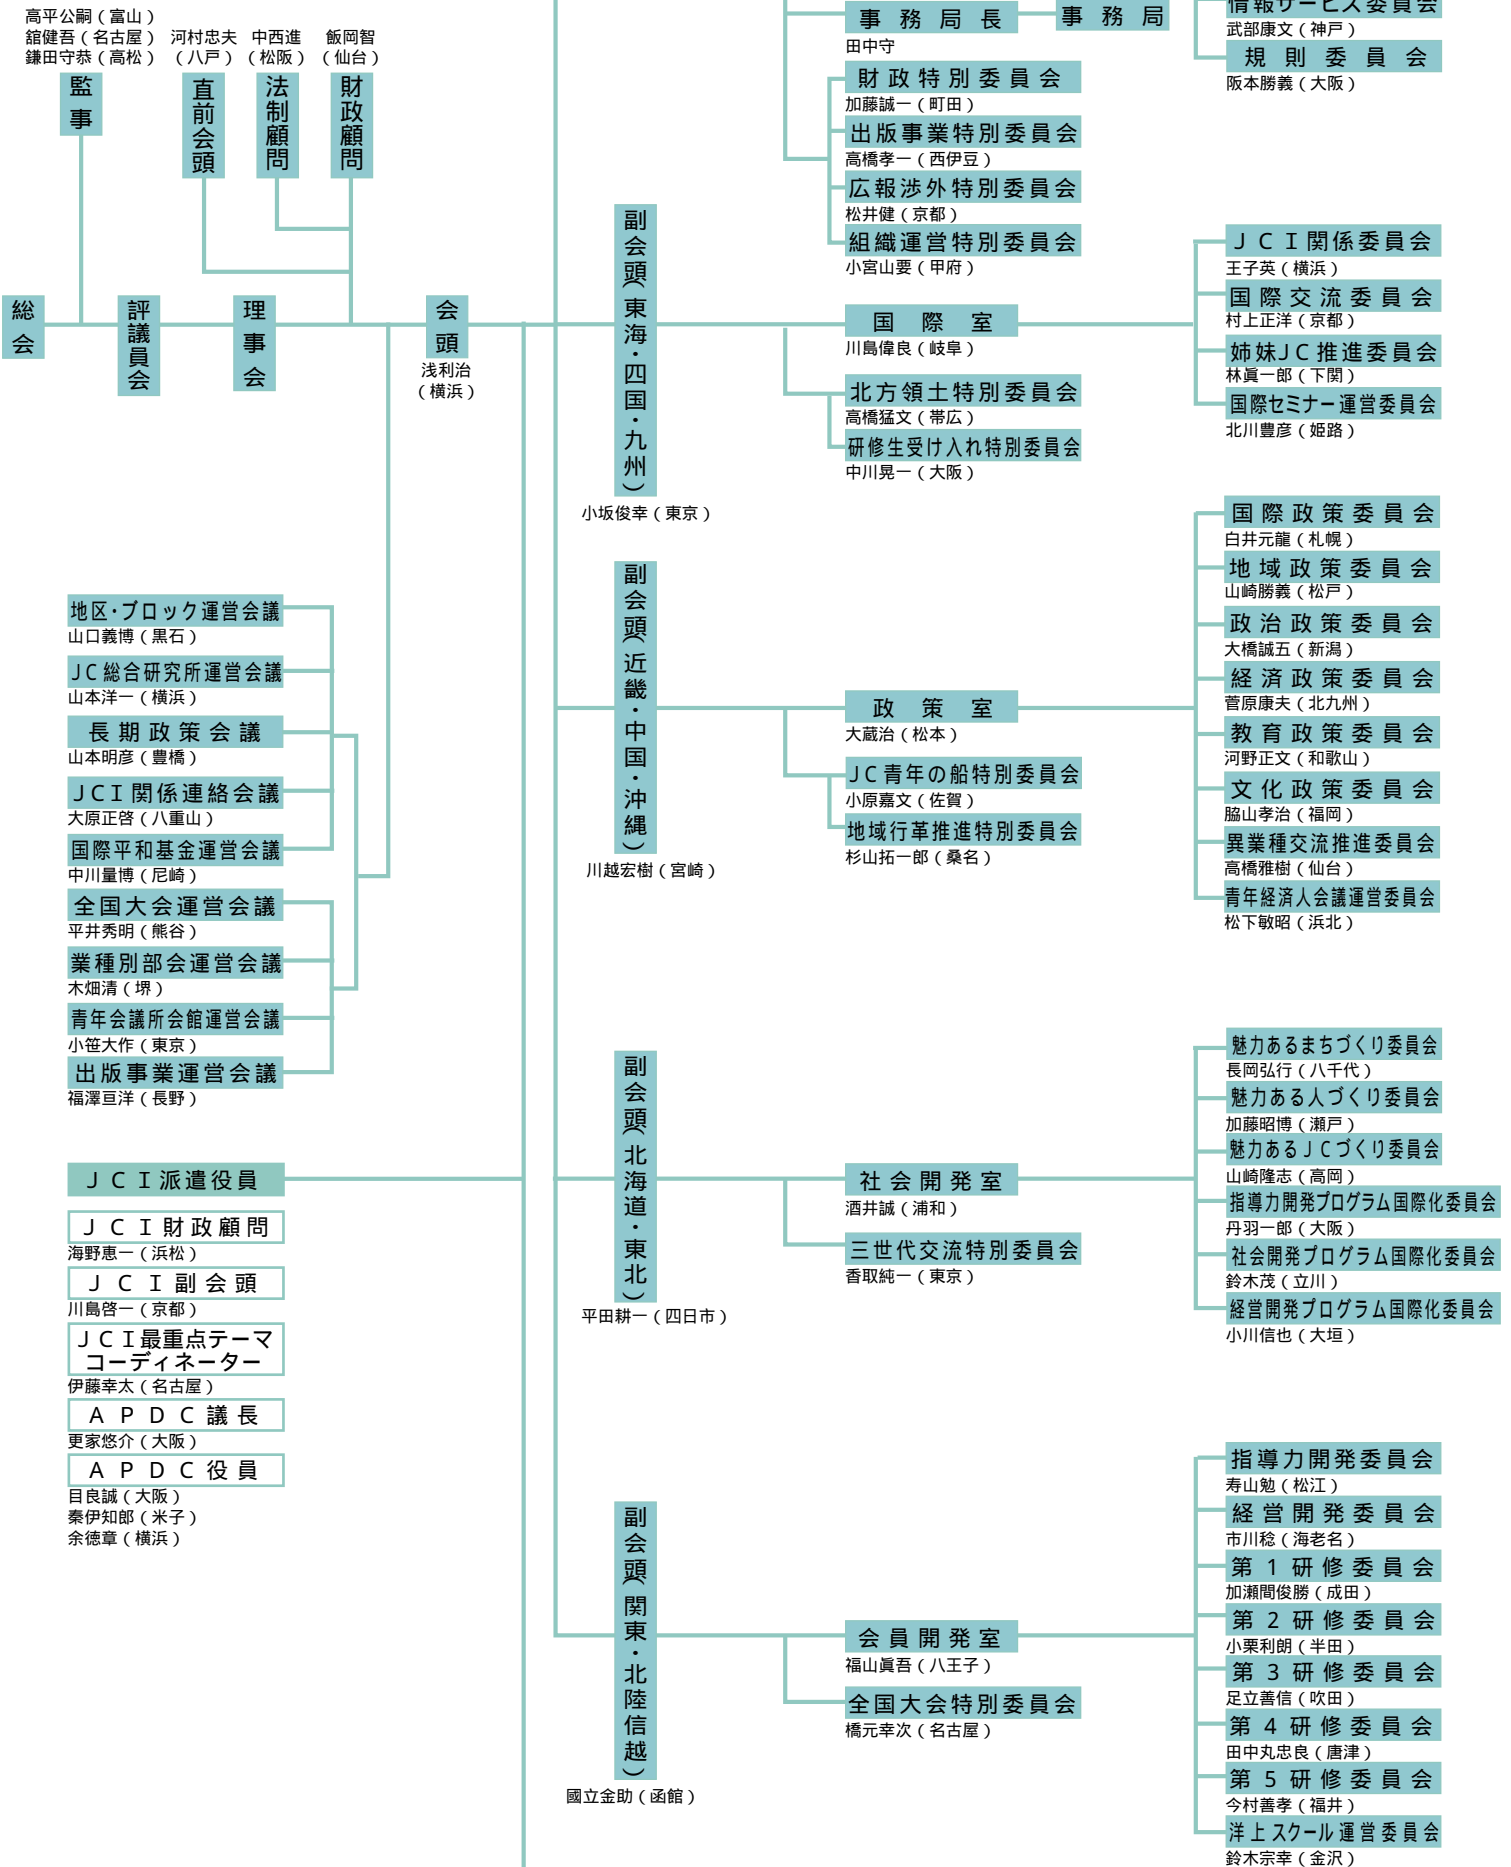 高平公嗣（富山）
舘健吾（名古屋）
鎌田守恭（高松）
監事
河村忠夫
（八戸）
直前会頭
中西進
（松阪）
法制顧問
飯岡智
（仙台）
財政顧問
総会
評議員会
理事会
会頭
浅利治
（横浜）
地区・ブロック運営会議
山口義博（黒石）
JC総合研究所運営会議
山本洋一（横浜）
長期政策会議
山本明彦（豊橋）
JCI関係連絡会議
大原正啓（八重山）
国際平和基金運営会議
中川量博（尼崎）
全国大会運営会議
平井秀明（熊谷）
業種別部会運営会議
木畑清（堺）
青年会議所会館運営会議
小笹大作（東京）
出版事業運営会議
福澤亘洋（長野）
JCI派遣役員
JCI財政顧問
海野恵一（浜松）
JCI副会頭
川島啓一（京都）
JCI最重点テーマ
コーディネーター
伊藤幸太（名古屋）
APDC議長
更家悠介（大阪）
APDC役員
目良誠（大阪）
秦伊知郎（米子）
余徳章（横浜）
事務局長
田中守
事務局
財政特別委員会
加藤誠一（町田）
出版事業特別委員会
高橋孝一（西伊豆）
広報渉外特別委員会
松井健（京都）
組織運営特別委員会
小宮山要（甲府）
情報サービス委員会
武部康文（神戸）
規則委員会
阪本勝義（大阪）
副会頭（東海・四国・九州）
小坂俊幸（東京）
国際室
川島偉良（岐阜）
北方領土特別委員会
高橋猛文（帯広）
研修生受け入れ特別委員会
中川晃一（大阪）
JCI関係委員会
王子英（横浜）
国際交流委員会
村上正洋（京都）
姉妹JC推進委員会
林眞一郎（下関）
国際セミナー運営委員会
北川豊彦（姫路）
副会頭（近畿・中国・沖縄）
川越宏樹（宮崎）
政策室
大蔵治（松本）
JC青年の船特別委員会
小原嘉文（佐賀）
地域行革推進特別委員会
杉山拓一郎（桑名）
国際政策委員会
白井元龍（札幌）
地域政策委員会
山崎勝義（松戸）
政治政策委員会
大橋誠五（新潟）
経済政策委員会
菅原康夫（北九州）
教育政策委員会
河野正文（和歌山）
文化政策委員会
脇山孝治（福岡）
異業種交流推進委員会
高橋雅樹（仙台）
青年経済人会議運営委員会
松下敏昭（浜北）
副会頭（北海道・東北）
平田耕一（四日市）
社会開発室
酒井誠（浦和）
三世代交流特別委員会
香取純一（東京）
魅力あるまちづくり委員会
長岡弘行（八千代）
魅力ある人づくり委員会
加藤昭博（瀬戸）
魅力あるJCづくり委員会
山崎隆志（高岡）
指導力開発プログラム国際化委員会
丹羽一郎（大阪）
社会開発プログラム国際化委員会
鈴木茂（立川）
経営開発プログラム国際化委員会
小川信也（大垣）
副会頭（関東・北陸信越）
國立金助（函館）
会員開発室
福山眞吾（八王子）
全国大会特別委員会
橋元幸次（名古屋）
指導力開発委員会
寿山勉（松江）
経営開発委員会
市川稔（海老名）
第1研修委員会
加瀬間俊勝（成田）
第2研修委員会
小栗利朗（半田）
第3研修委員会
足立善信（吹田）
第4研修委員会
田中丸忠良（唐津）
第5研修委員会
今村善孝（福井）
洋上スクール運営委員会
鈴木宗幸（金沢）